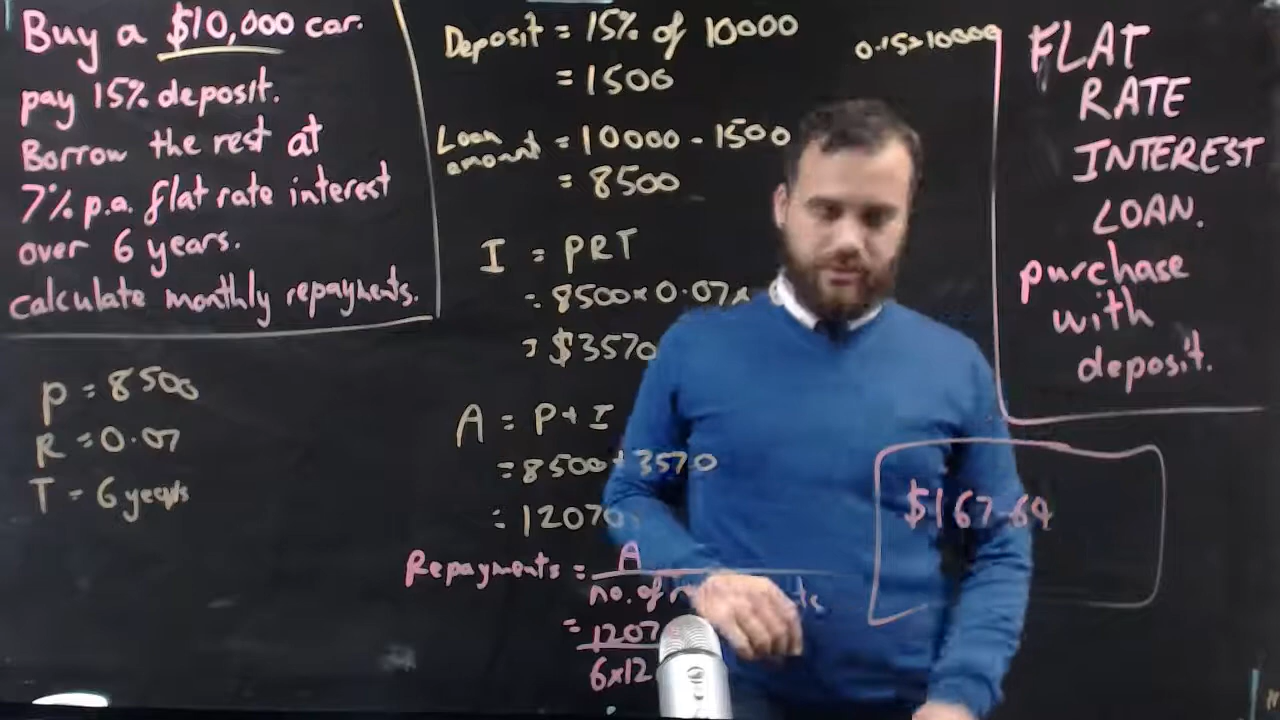 Buy a $10,000 car.
pay 15% deposit.
Borrow the rest at
7% p.a. flat rate interest
over 6 years.
calculate monthly repayments.
P = 8500
R = 0.07
T = 6 years
Deposit = 15% of 10000
= 1500
0.15×10000
Loan amount = 10000 - 1500
= 8500
I = PRT
= 8500 × 0.07 ×
= $3570
A = P + I
= 8500 + 3570
= 12070
Repayments = A
no. of
= 1207
6×12
FLAT
RATE
INTEREST
LOAN.
purchase
with
deposit.
$167.64